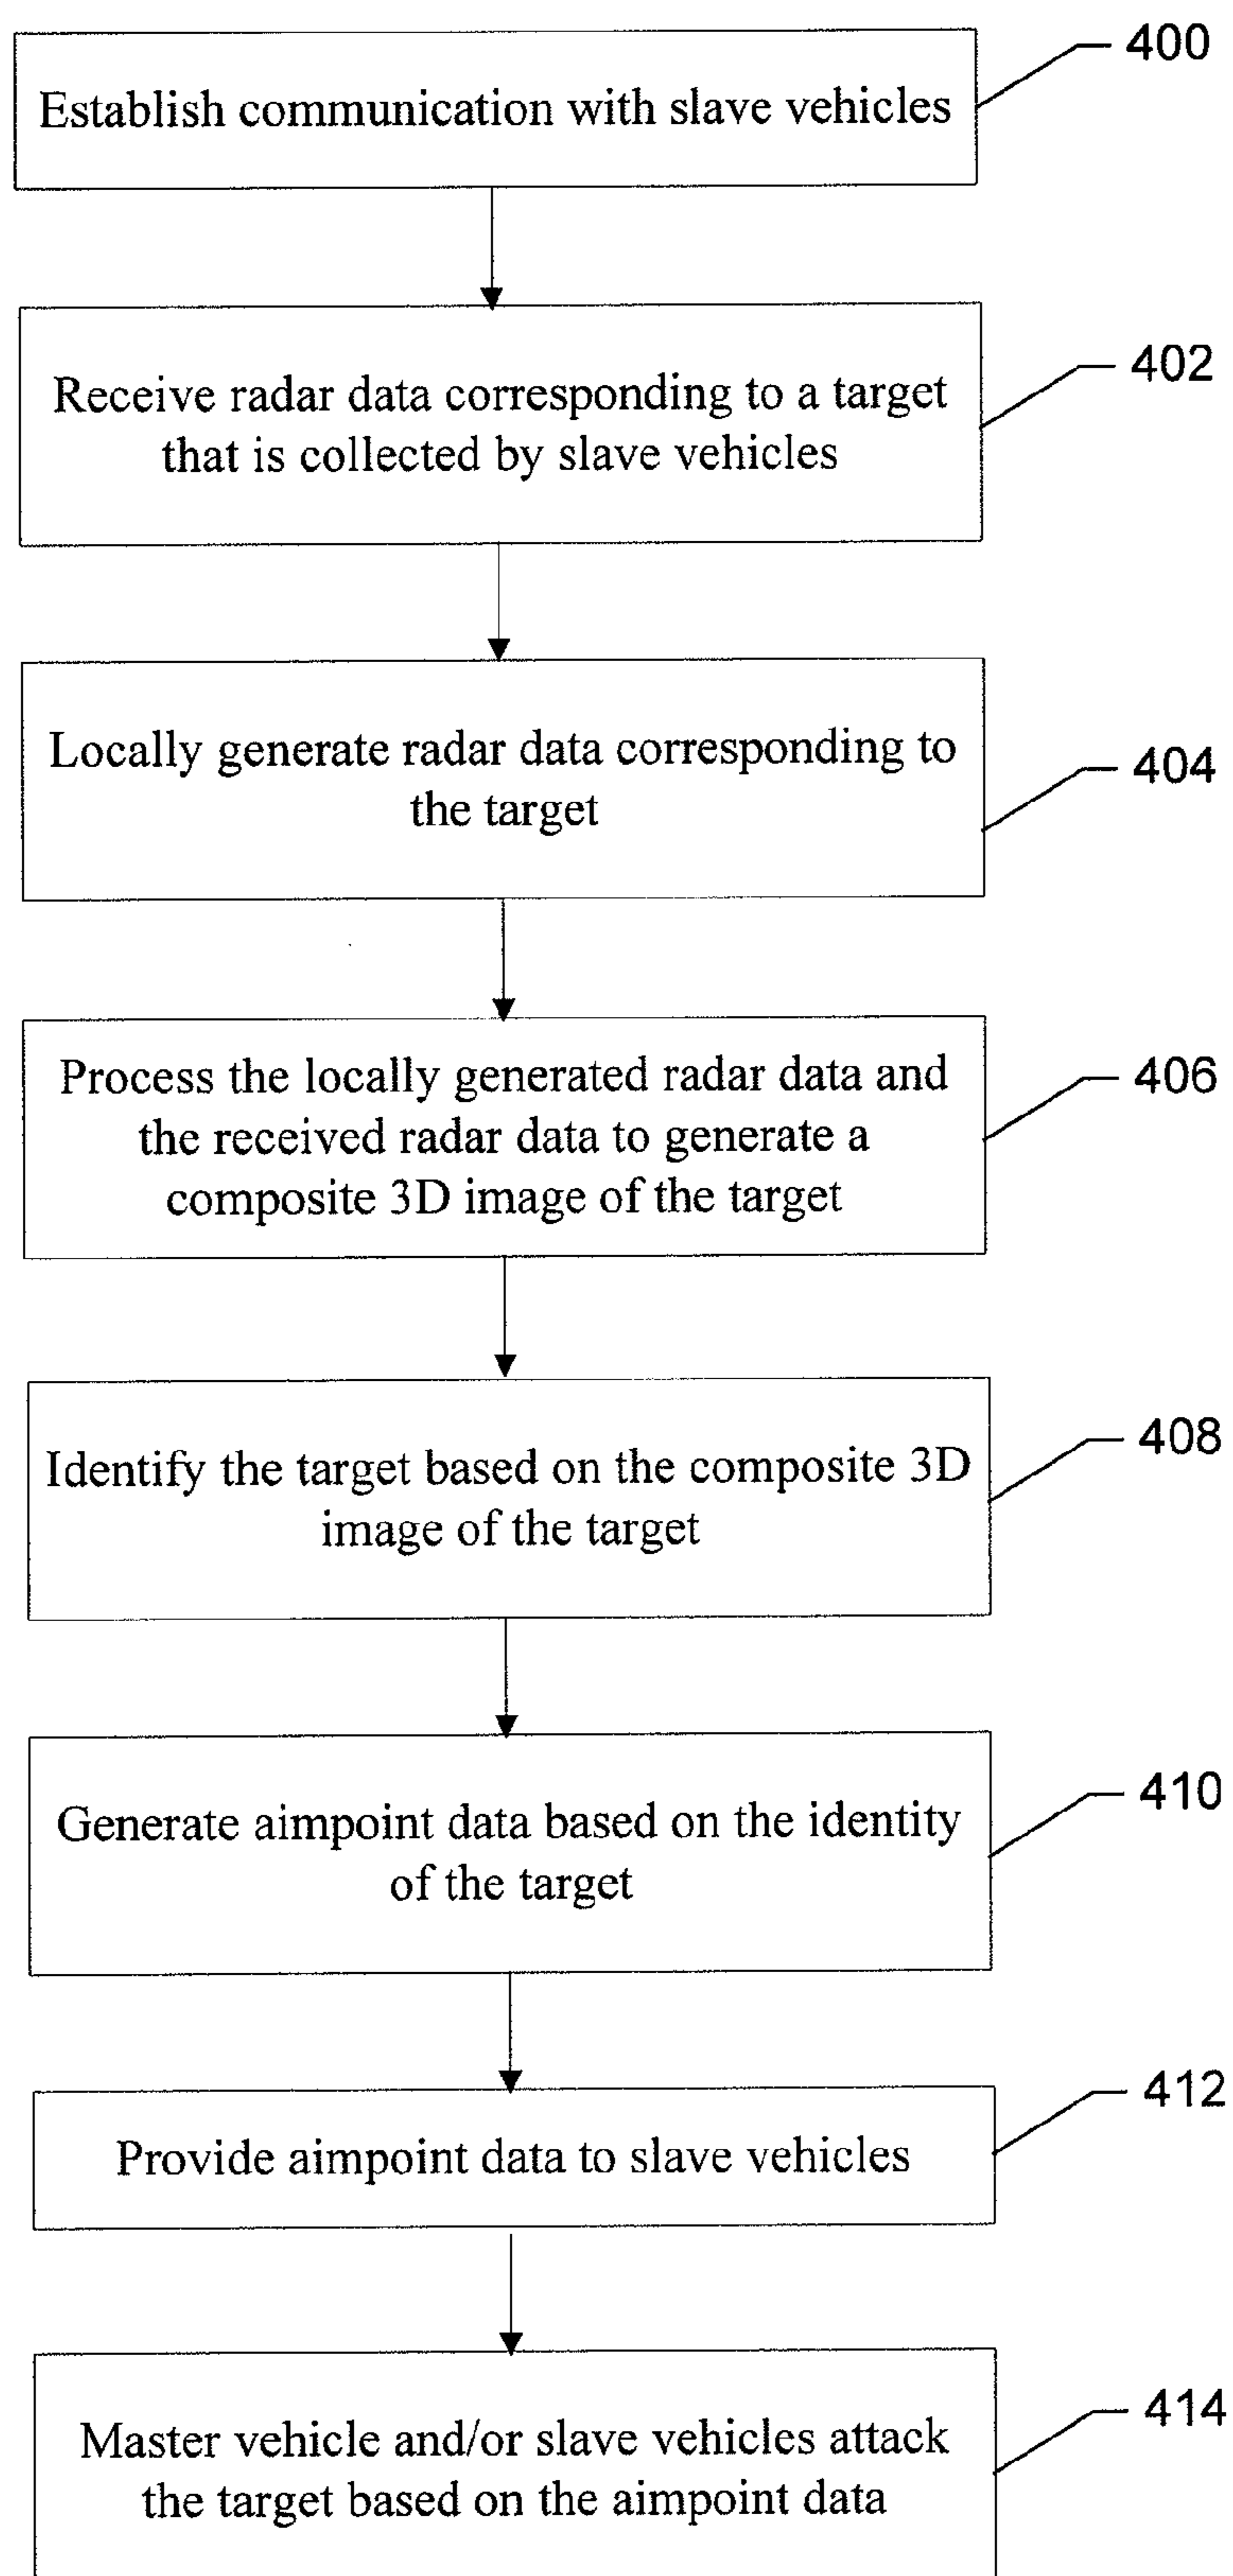 400
Establish communication with slave vehicles
402
Receive radar data corresponding to a target
that is collected by slave vehicles
404
Locally generate radar data corresponding to
the target
406
Process the locally generated radar data and
the received radar data to generate a
composite 3D image of the target
408
Identify the target based on the composite 3D
image of the target
410
Generate aimpoint data based on the identity
of the target
412
Provide aimpoint data to slave vehicles
414
Master vehicle and/or slave vehicles attack
the target based on the aimpoint data